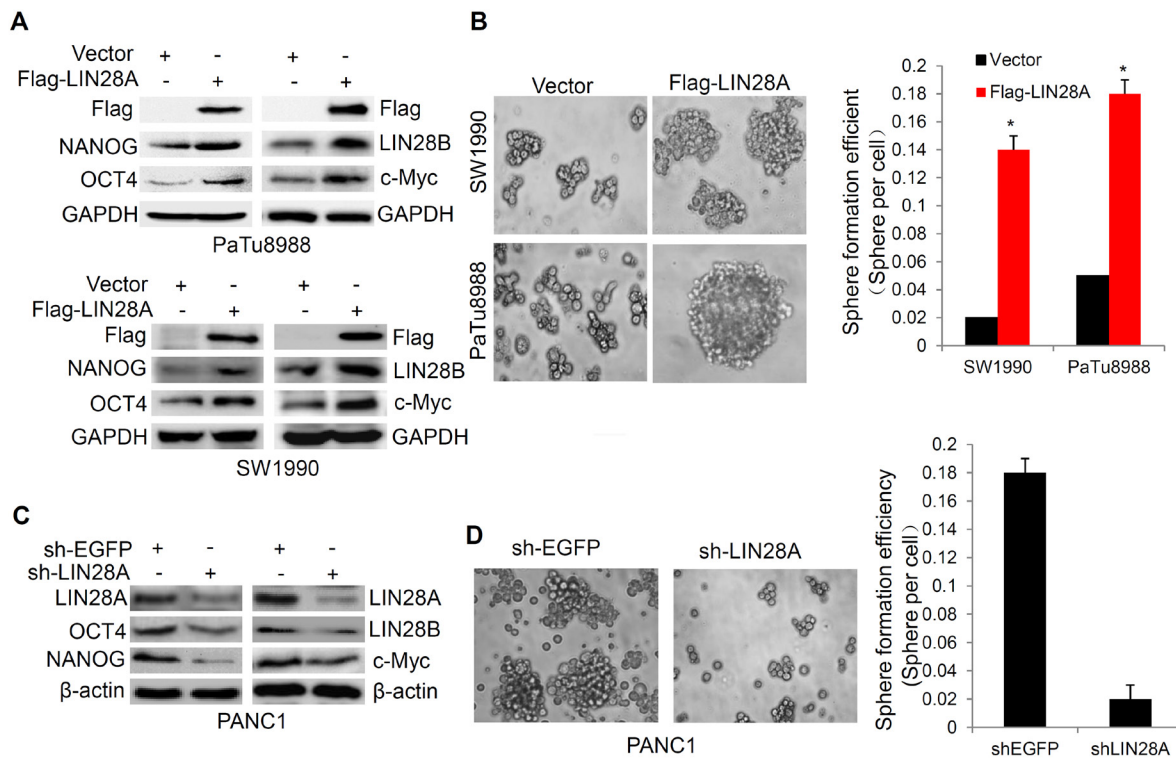 A
Vector + - + -
Flag-LIN28A - + - +
Flag Flag
NANOG LIN28B
OCT4 c-Myc
GAPDH GAPDH
PaTu8988
Vector + - + -
Flag-LIN28A - + - +
Flag Flag
NANOG LIN28B
OCT4 c-Myc
GAPDH GAPDH
SW1990
B
Vector Flag-LIN28A
SW1990
PaTu8988
Sphere formation efficient
(Sphere per cell)
Vector
Flag-LIN28A
0.2
0.18
0.16
0.14
0.12
0.1
0.08
0.06
0.04
0.02
0
* *
SW1990 PaTu8988
C
sh-EGFP + - + -
sh-LIN28A - + - +
LIN28A LIN28A
OCT4 LIN28B
NANOG c-Myc
β-actin β-actin
PANC1
D
sh-EGFP sh-LIN28A
PANC1
Sphere formation efficiency
(Sphere per cell)
0.2
0.18
0.16
0.14
0.12
0.1
0.08
0.06
0.04
0.02
0
shEGFP shLIN28A